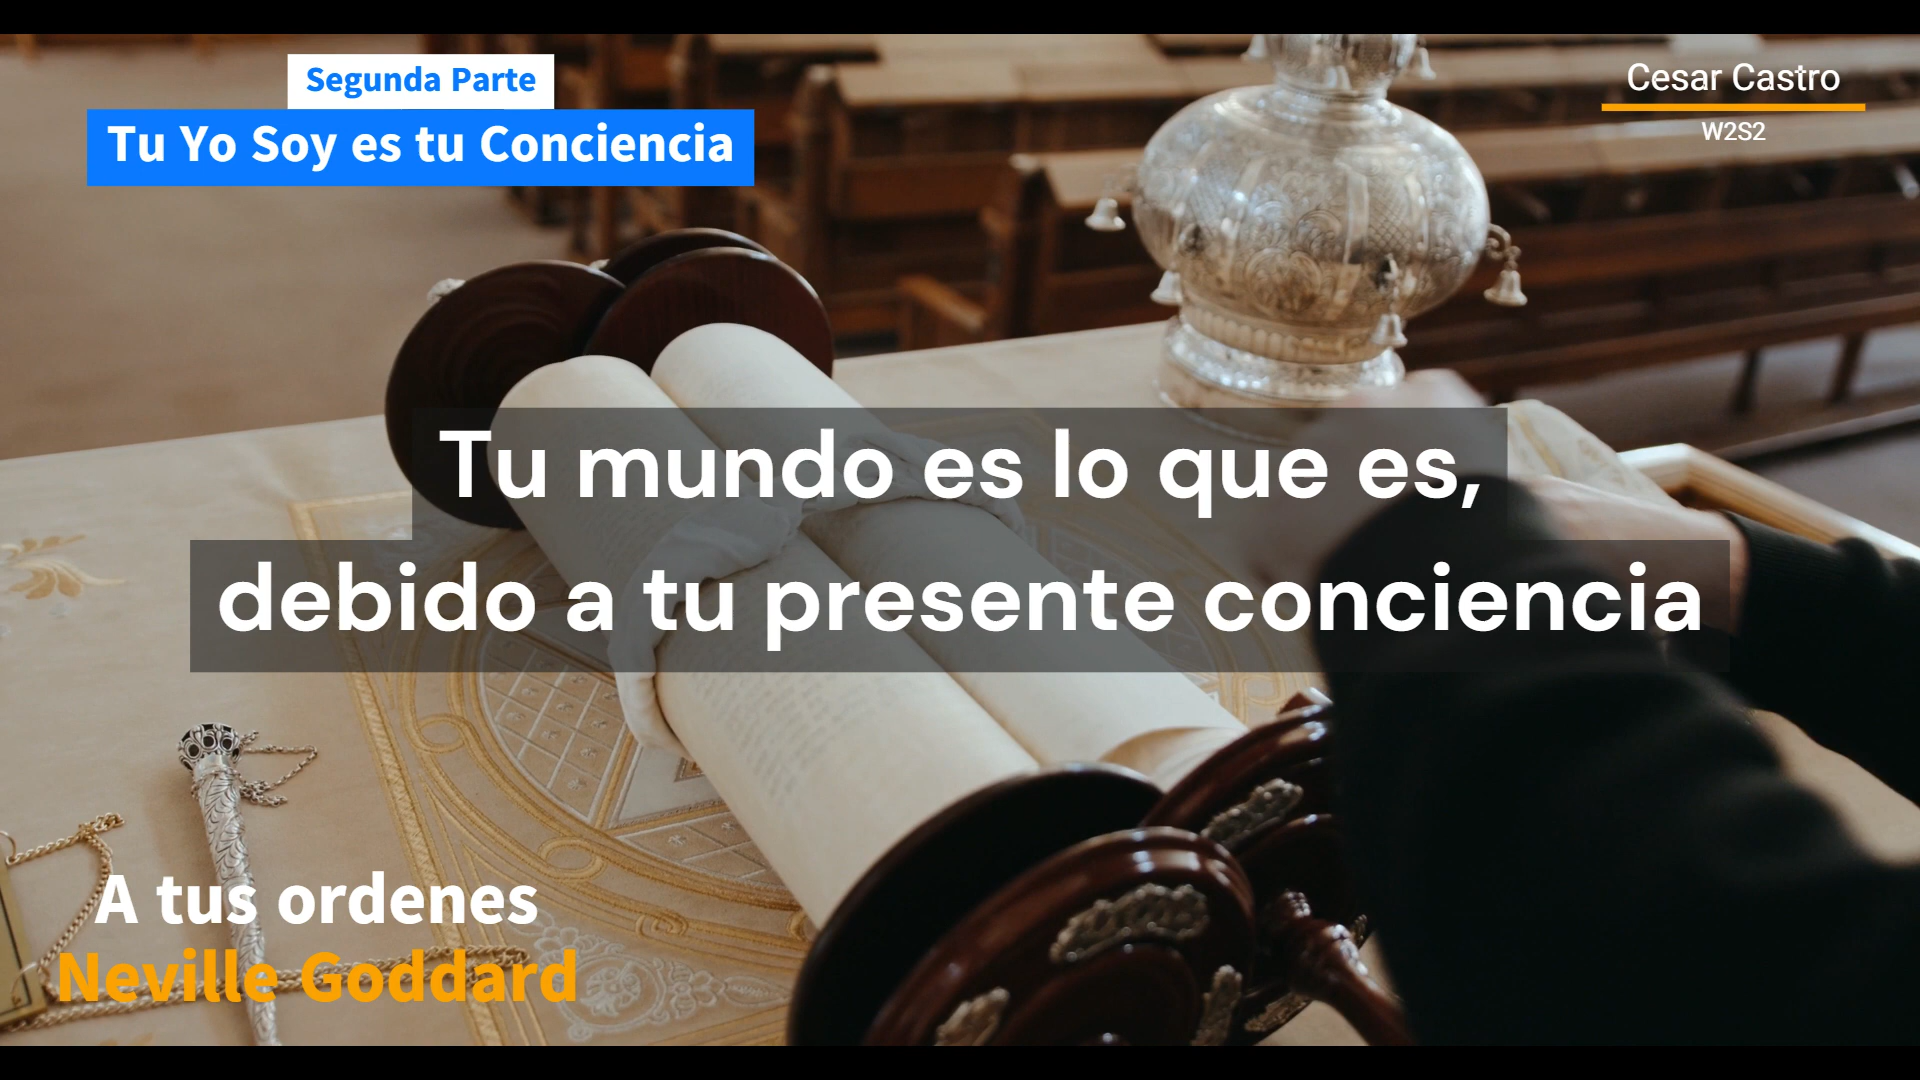 Segunda Parte
Tu Yo Soy es tu Conciencia
Cesar Castro
W2S2
Tu mundo es lo que es,
debido a tu presente conciencia
A tus ordenes
Neville Goddard